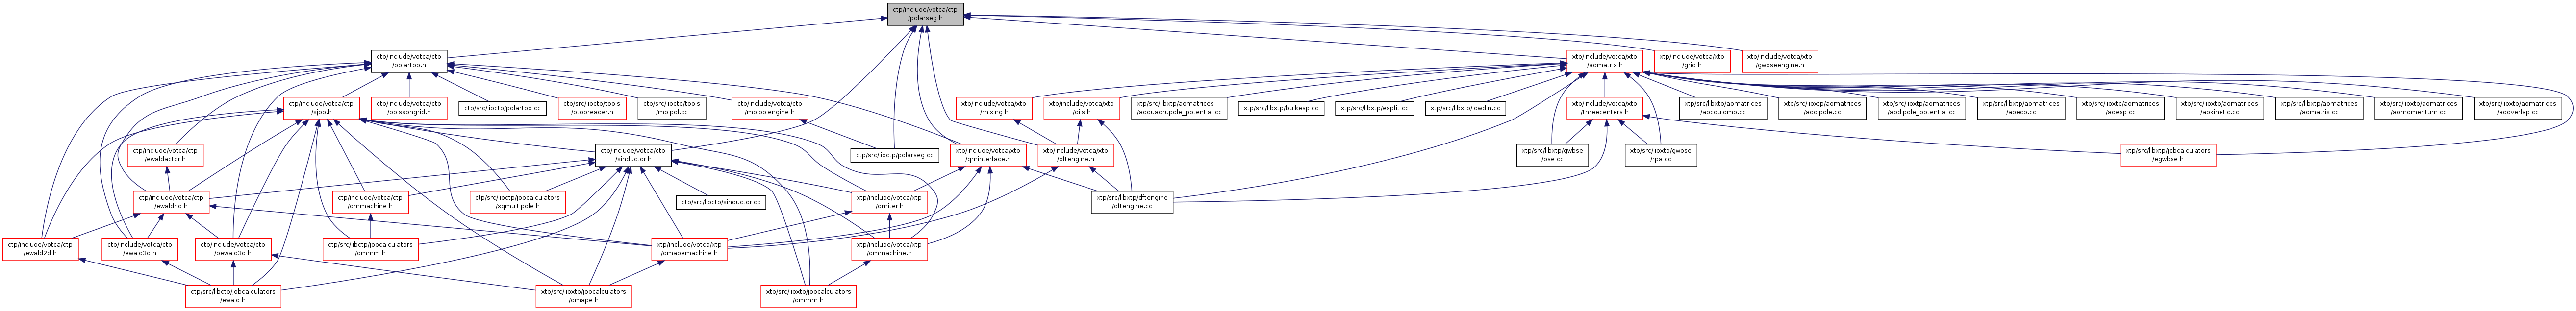 ctp/include/votca/ctp
/polarseg.h
ctp/include/votca/ctp
/polartop.h
xtp/include/votca/xtp
/aomatrix.h
xtp/include/votca/xtp
/grid.h
xtp/include/votca/xtp
/gwbseengine.h
ctp/include/votca/ctp
/xjob.h
ctp/include/votca/ctp
/poissongrid.h
ctp/src/libctp/polartop.cc
ctp/src/libctp/tools
/ptopreader.h
ctp/src/libctp/tools
/molpol.cc
ctp/include/votca/ctp
/molpolengine.h
xtp/include/votca/xtp
/mixing.h
xtp/include/votca/xtp
/diis.h
xtp/src/libxtp/aomatrices
/aoquadrupole_potential.cc
xtp/src/libxtp/bulkesp.cc
xtp/src/libxtp/espfit.cc
xtp/src/libxtp/lowdin.cc
xtp/include/votca/xtp
/threecenters.h
xtp/src/libxtp/aomatrices
/aocoulomb.cc
xtp/src/libxtp/aomatrices
/aodipole.cc
xtp/src/libxtp/aomatrices
/aodipole_potential.cc
xtp/src/libxtp/aomatrices
/aoecp.cc
xtp/src/libxtp/aomatrices
/aoesp.cc
xtp/src/libxtp/aomatrices
/aokinetic.cc
xtp/src/libxtp/aomatrices
/aomatrix.cc
xtp/src/libxtp/aomatrices
/aomomentum.cc
xtp/src/libxtp/aomatrices
/aooverlap.cc
ctp/include/votca/ctp
/ewaldactor.h
ctp/include/votca/ctp
/xinductor.h
ctp/src/libctp/polarseg.cc
xtp/include/votca/xtp
/qminterface.h
xtp/include/votca/xtp
/dftengine.h
xtp/src/libxtp/gwbse
/bse.cc
xtp/src/libxtp/gwbse
/rpa.cc
xtp/src/libxtp/jobcalculators
/egwbse.h
ctp/include/votca/ctp
/ewaldnd.h
ctp/include/votca/ctp
/qmmachine.h
ctp/src/libctp/jobcalculators
/xqmultipole.h
ctp/src/libctp/xinductor.cc
xtp/include/votca/xtp
/qmiter.h
xtp/src/libxtp/dftengine
/dftengine.cc
ctp/include/votca/ctp
/ewald2d.h
ctp/include/votca/ctp
/ewald3d.h
ctp/include/votca/ctp
/pewald3d.h
ctp/src/libctp/jobcalculators
/qmmm.h
xtp/include/votca/xtp
/qmapemachine.h
xtp/include/votca/xtp
/qmmachine.h
ctp/src/libctp/jobcalculators
/ewald.h
xtp/src/libxtp/jobcalculators
/qmape.h
xtp/src/libxtp/jobcalculators
/qmmm.h